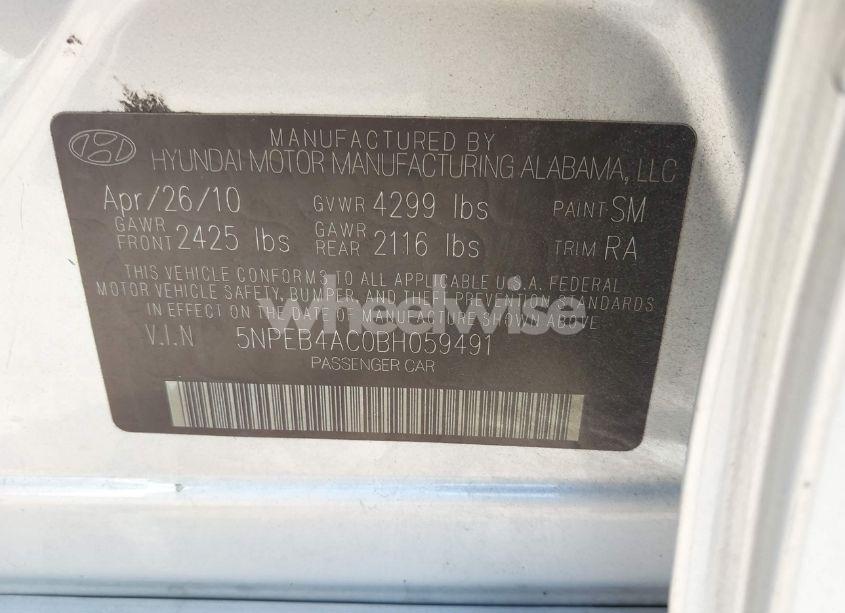 MANUFACTURED BY
HYUNDAI MOTOR MANUFACTURING ALABAMA, LLC
Apr/26/10 GVWR 4299 lbs PAINT:SM
GAWR FRONT 2425 lbs GAWR REAR 2116 lbs TRIM:RA
THIS VEHICLE CONFORMS TO ALL APPLICABLE U.S.A. FEDERAL
MOTOR VEHICLE SAFETY, BUMPER, AND PREVENTION STANDARDS
IN EFFECT ON THE DATE OF MANUFACTURE SHOWN ABOVE.
wheelwise
V.I.N 5NPEB4AC0BH059491
PASSENGER CAR